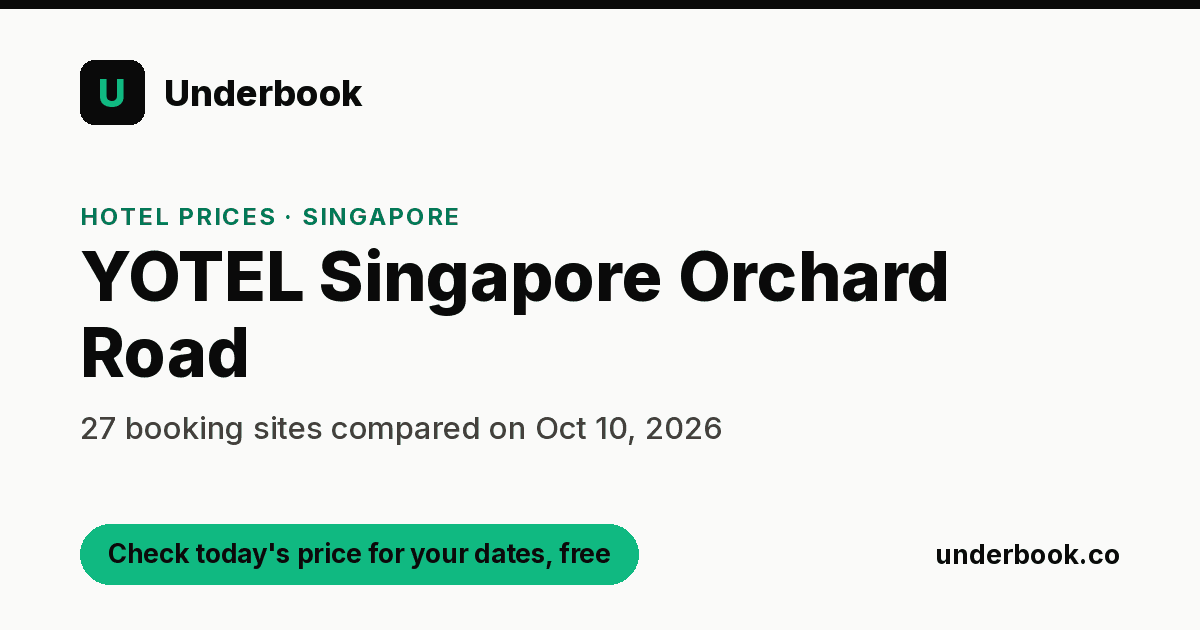 U Underbook
HOTEL PRICES · SINGAPORE
YOTEL Singapore Orchard
Road
27 booking sites compared on Oct 10, 2026
Check today's price for your dates, free
underbook.co